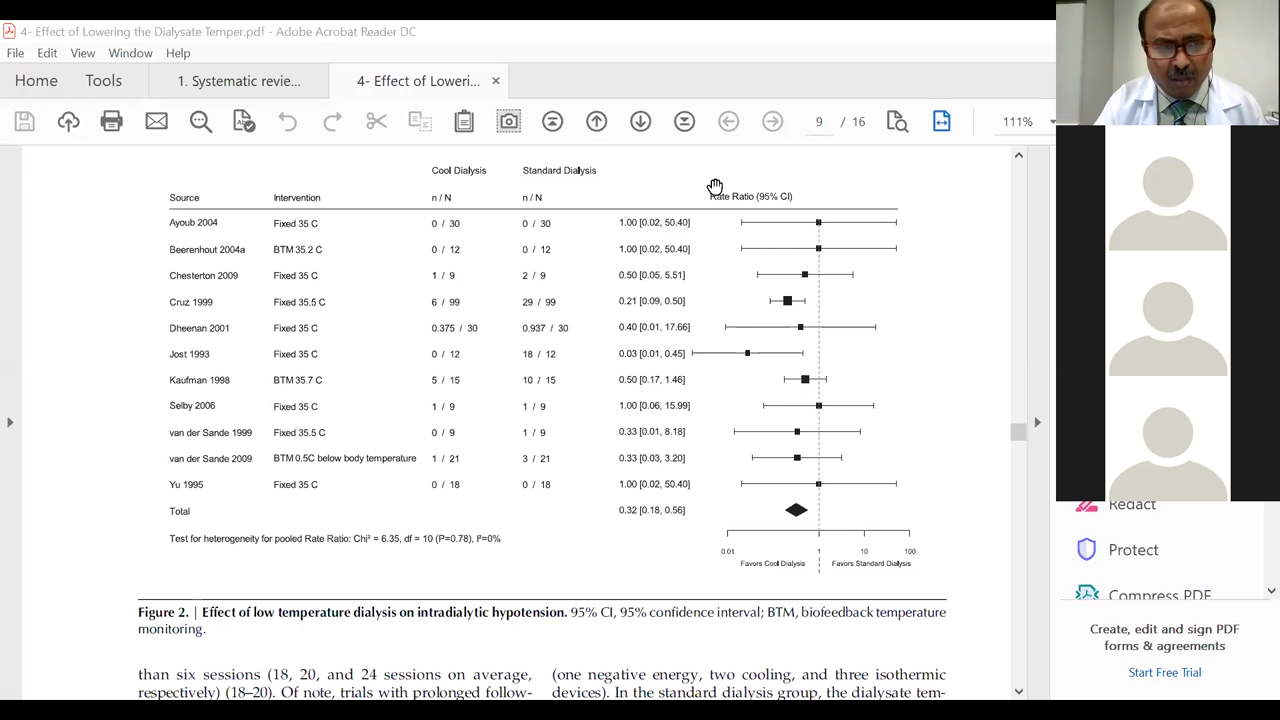 4- Effect of Lowering the Dialysate Temper.pdf - Adobe Acrobat Reader DC
File Edit View Window Help
Home Tools 1. Systematic revie... 4- Effect of Loweri... ×
9 / 16 111%
Cool Dialysis Standard Dialysis
Source Intervention n / N n / N Rate Ratio (95% CI)
Ayoub 2004 Fixed 35 C 0 / 30 0 / 30 1.00 [0.02, 50.40]
Beerenhout 2004a BTM 35.2 C 0 / 12 0 / 12 1.00 [0.02, 50.40]
Chesterton 2009 Fixed 35 C 1 / 9 2 / 9 0.50 [0.05, 5.51]
Cruz 1999 Fixed 35.5 C 6 / 99 29 / 99 0.21 [0.09, 0.50]
Dheenan 2001 Fixed 35 C 0.375 / 30 0.937 / 30 0.40 [0.01, 17.66]
Jost 1993 Fixed 35 C 0 / 12 18 / 12 0.03 [0.01, 0.45]
Kaufman 1998 BTM 35.7 C 5 / 15 10 / 15 0.50 [0.17, 1.46]
Selby 2006 Fixed 35 C 1 / 9 1 / 9 1.00 [0.06, 15.99]
van der Sande 1999 Fixed 35.5 C 0 / 9 1 / 9 0.33 [0.01, 8.18]
van der Sande 2009 BTM 0.5C below body temperature 1 / 21 3 / 21 0.33 [0.03, 3.20]
Yu 1995 Fixed 35 C 0 / 18 0 / 18 1.00 [0.02, 50.40]
Total 0.32 [0.18, 0.56]
Test for heterogeneity for pooled Rate Ratio: Chi² = 6.35, df = 10 (P=0.78), I²=0%
0.01 1 10 100
Favors Cool Dialysis Favors Standard Dialysis
Figure 2. | Effect of low temperature dialysis on intradialytic hypotension. 95% CI, 95% confidence interval; BTM, biofeedback temperature
monitoring.
than six sessions (18, 20, and 24 sessions on average,
respectively) (18–20). Of note, trials with prolonged follow-
(one negative energy, two cooling, and three isothermic
devices). In the standard dialysis group, the dialysate tem-
Redact
Protect
Compress PDF
Create, edit and sign PDF
forms & agreements
Start Free Trial